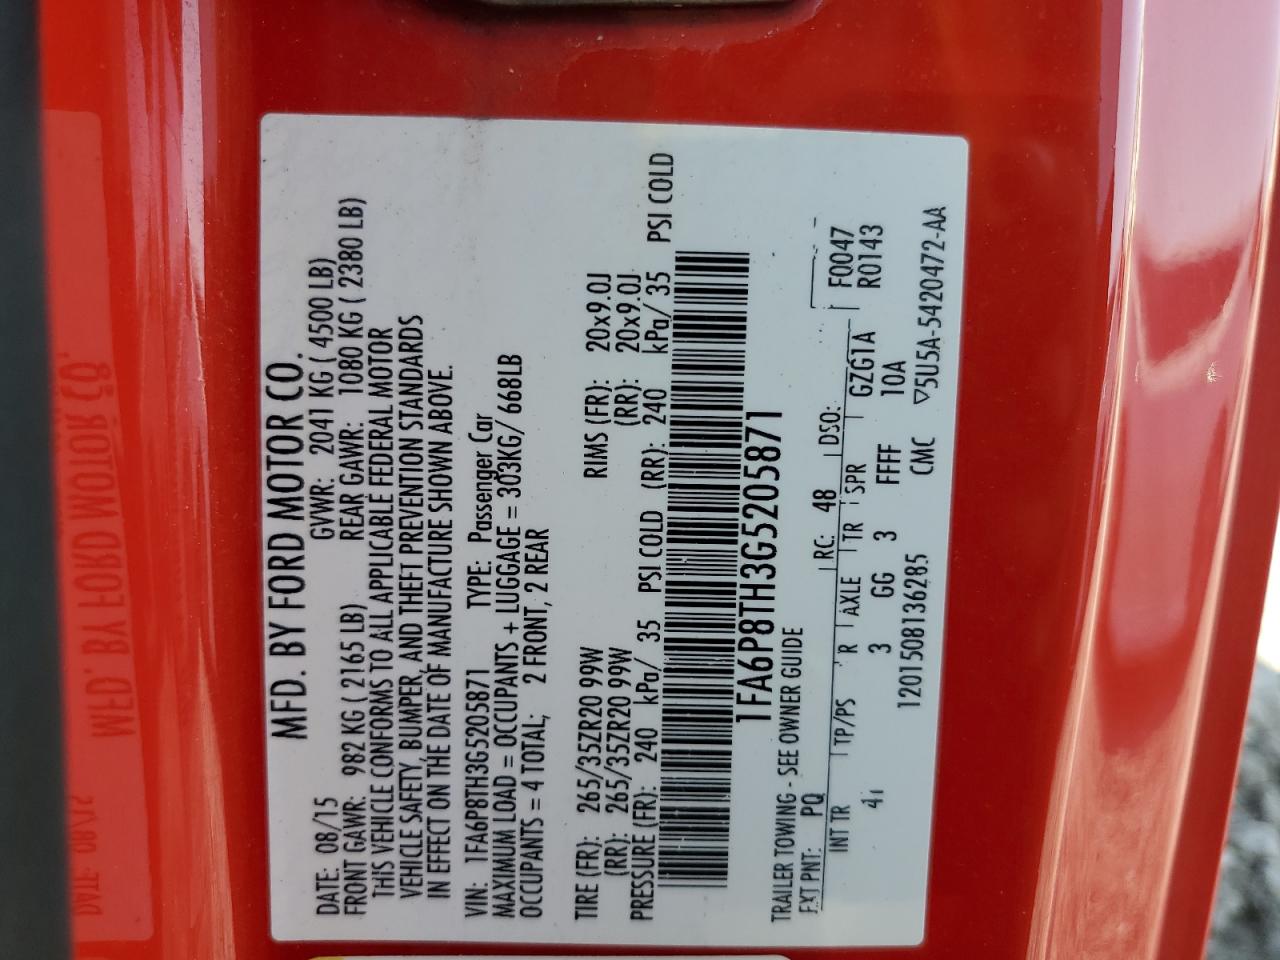 MFD. BY FORD MOTOR CO.
DATE: 08/15 GVWR: 2041 KG ( 4500 LB)
FRONT GAWR: 982 KG ( 2165 LB) REAR GAWR: 1080 KG ( 2380 LB)
THIS VEHICLE CONFORMS TO ALL APPLICABLE FEDERAL MOTOR
VEHICLE SAFETY, BUMPER, AND THEFT PREVENTION STANDARDS
IN EFFECT ON THE DATE OF MANUFACTURE SHOWN ABOVE.
VIN: 1FA6P8TH3G5205871 TYPE: Passenger Car
MAXIMUM LOAD = OCCUPANTS + LUGGAGE = 303KG/ 668LB
OCCUPANTS = 4 TOTAL, 2 FRONT, 2 REAR
TIRE (FR): 265/35ZR20 99W RIMS (FR): 20x9.0J
(RR): 265/35ZR20 99W (RR): 20x9.0J
PRESSURE (FR): 240 kPa/ 35 PSI COLD (RR): 240 kPa/ 35 PSI COLD
1FA6P8TH3G5205871
TRAILER TOWING - SEE OWNER GUIDE
EXT PNT: PQ RC: 48 DSO: F0047
INT TR TP/PS R AXLE TR SPR GZG1A R0143
3 GG 3 FFFF 10A
1201508136285 CMC ▽5U5A-5420472-AA